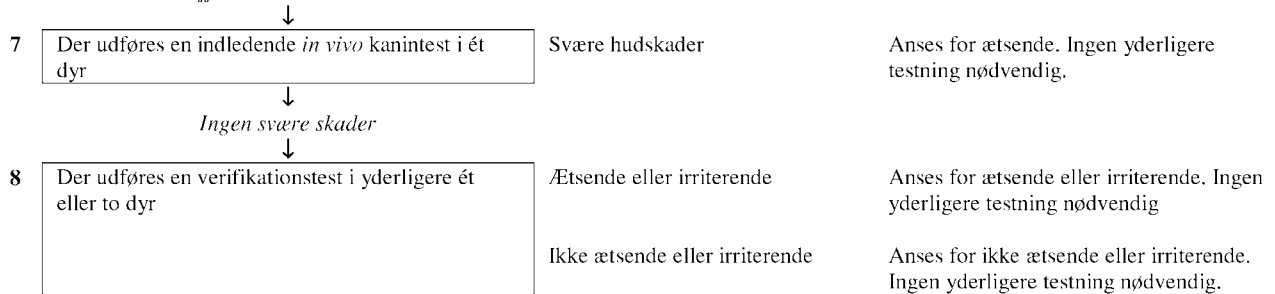 ↓
7 Der udføres en indledende in vivo kanintest i ét Svære hudskader Anses for ætsende. Ingen yderligere
dyr testning nødvendig.
↓
Ingen svære skader
↓
8 Der udføres en verifikationstest i yderligere ét Ætsende eller irriterende Anses for ætsende eller irriterende. Ingen
eller to dyr yderligere testning nødvendig
Ikke ætsende eller irriterende Anses for ikke ætsende eller irriterende.
Ingen yderligere testning nødvendig.